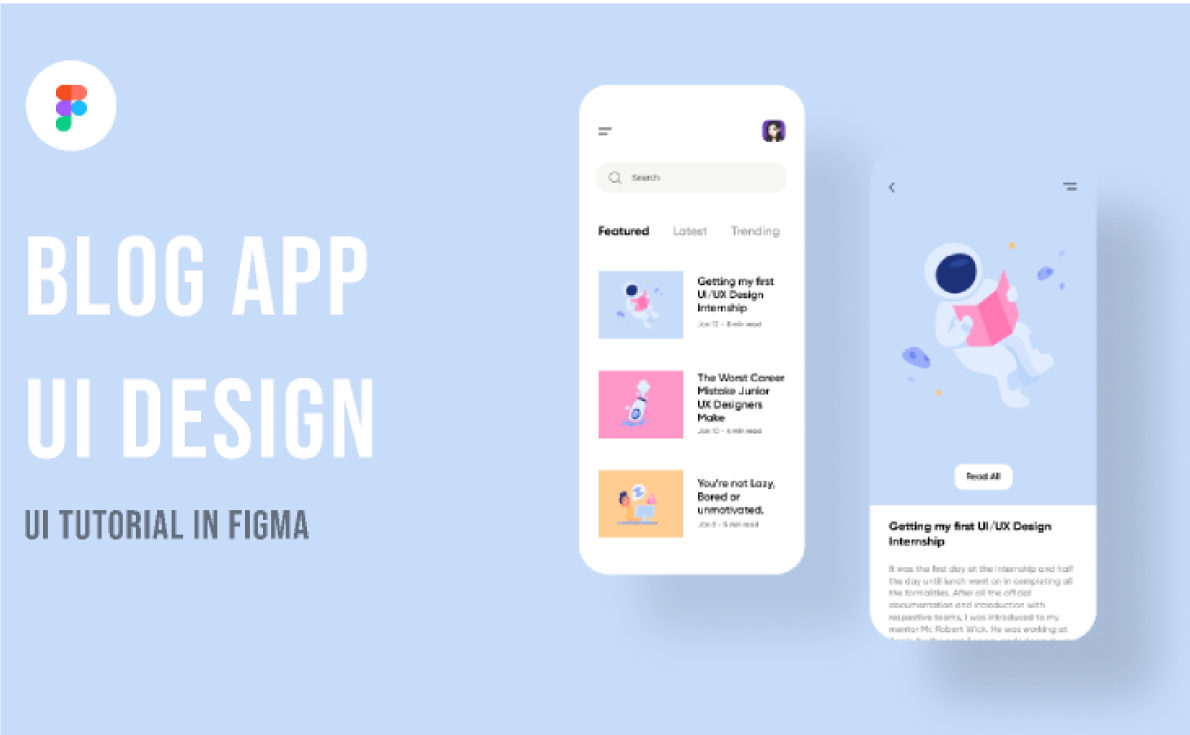 BLOG APP
UI DESIGN
UI TUTORIAL IN FIGMA
Search
Featured Latest Trending
Getting my first
UI/UX Design
Internship
Jan 12 - 8 min read
The Worst Career
Mistake Junior
UX Designers
Make
Jan 10 - 4 min read
You're not Lazy,
Bored or
unmotivated.
Jan 8 - 5 min read
Read All
Getting my first UI/UX Design
Internship
It was the first day at the internship and half
the day until lunch went on in completing all
the formalities. After all the official
documentation and introduction with
respective teams, I was introduced to my
mentor Mr. Robert Wick. He was working at